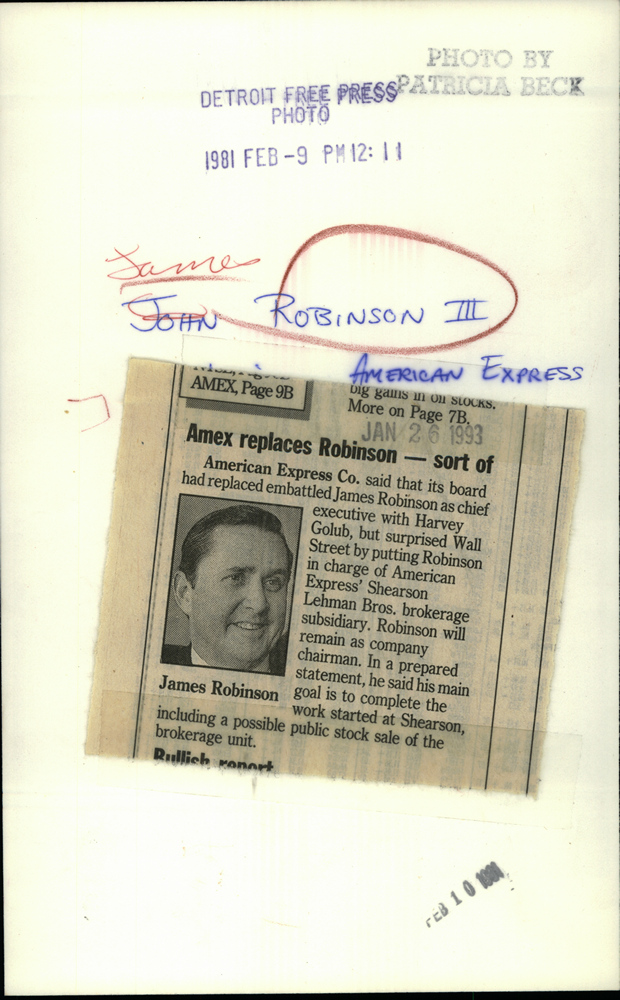 PHOTO BY
PATRICIA BECK
DETROIT FREE PRESS
PHOTO
1981 FEB -9 PM 12: 11
James
JOHN ROBINSON III
AMERICAN EXPRESS
AMEX, Page 9B
big gains in oil stocks.
More on Page 7B.
JAN 26 1993
Amex replaces Robinson — sort of
American Express Co. said that its board
had replaced embattled James Robinson as chief
executive with Harvey
Golub, but surprised Wall
Street by putting Robinson
in charge of American
Express' Shearson
Lehman Bros. brokerage
subsidiary. Robinson will
remain as company
chairman. In a prepared
statement, he said his main
goal is to complete the
work started at Shearson,
including a possible public stock sale of the
brokerage unit.
James Robinson
Bullish report
FEB 10 1981